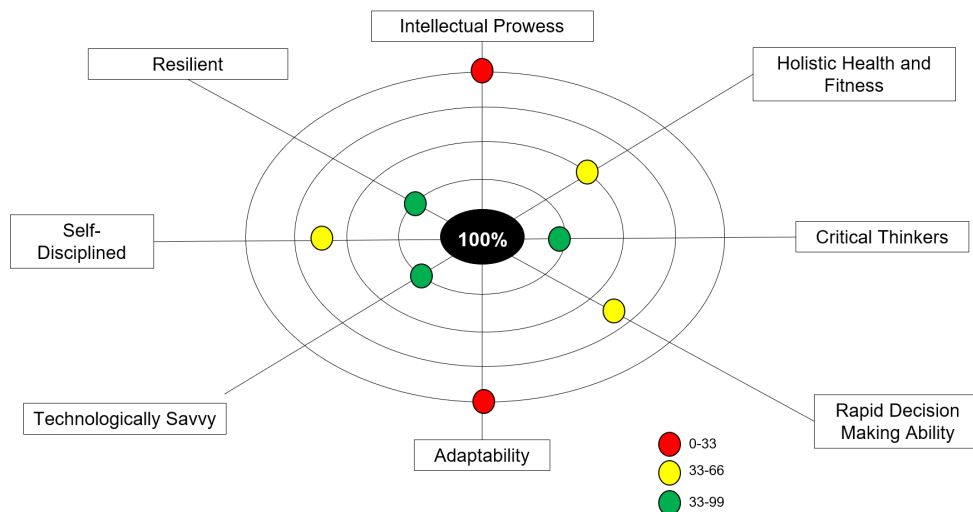 Intellectual Prowess
Resilient
Holistic Health and
Fitness
Self-
Disciplined
100%
Critical Thinkers
Technologically Savvy
Rapid Decision
Making Ability
Adaptability
0-33
33-66
33-99